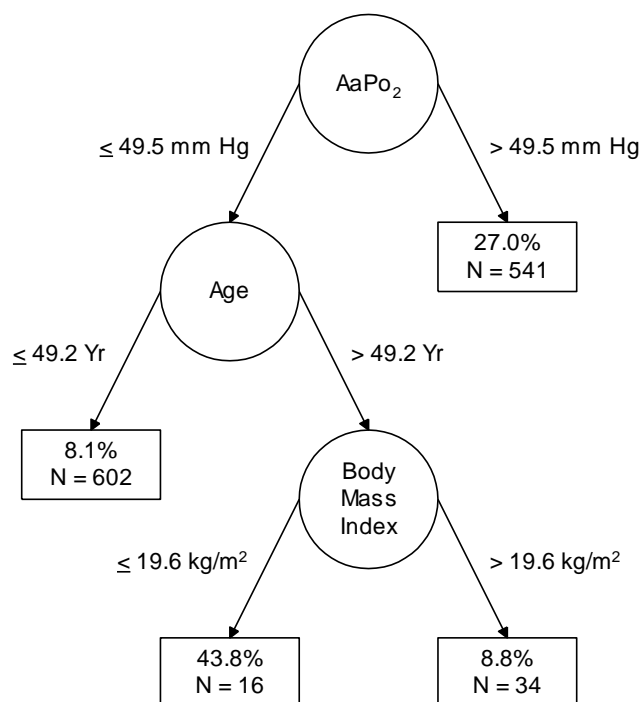 AaPo₂
≤ 49.5 mm Hg
> 49.5 mm Hg
27.0%
N = 541
Age
≤ 49.2 Yr
> 49.2 Yr
8.1%
N = 602
Body
Mass
Index
≤ 19.6 kg/m²
> 19.6 kg/m²
43.8%
N = 16
8.8%
N = 34